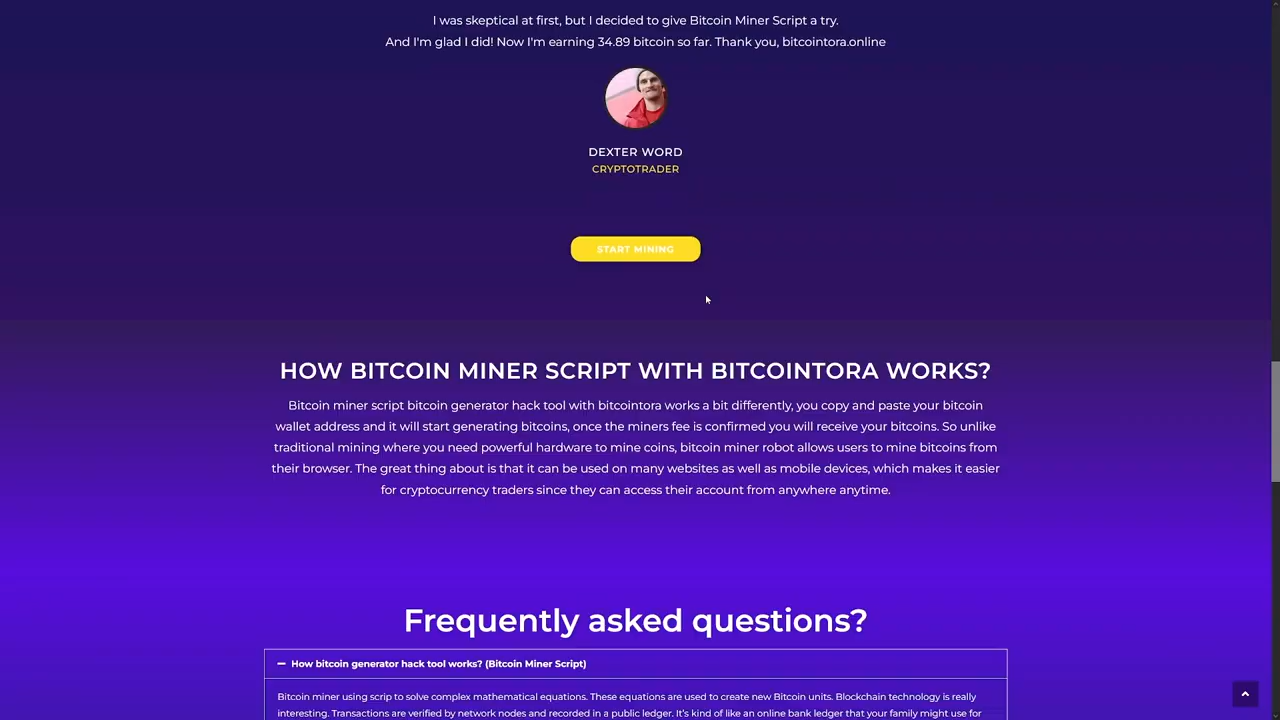 I was skeptical at first, but I decided to give Bitcoin Miner Script a try.
And I'm glad I did! Now I'm earning 34.89 bitcoin so far. Thank you, bitcointora.online
DEXTER WORD
CRYPTOTRADER
START MINING
HOW BITCOIN MINER SCRIPT WITH BITCOINTORA WORKS?
Bitcoin miner script bitcoin generator hack tool with bitcointora works a bit differently, you copy and paste your bitcoin
wallet address and it will start generating bitcoins, once the miners fee is confirmed you will receive your bitcoins. So unlike
traditional mining where you need powerful hardware to mine coins, bitcoin miner robot allows users to mine bitcoins from
their browser. The great thing about is that it can be used on many websites as well as mobile devices, which makes it easier
for cryptocurrency traders since they can access their account from anywhere anytime.
Frequently asked questions?
How bitcoin generator hack tool works? (Bitcoin Miner Script)
Bitcoin miner using scrip to solve complex mathematical equations. These equations are used to create new Bitcoin units. Blockchain technology is really
interesting. Transactions are verified by network nodes and recorded in a public ledger. It's kind of like an online bank ledger that your family might use for